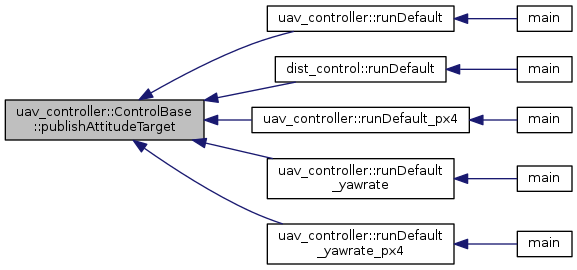 uav_controller::runDefault
main
dist_control::runDefault
main
uav_controller::ControlBase
::publishAttitudeTarget
uav_controller::runDefault_px4
main
uav_controller::runDefault
_yawrate
main
uav_controller::runDefault
_yawrate_px4
main